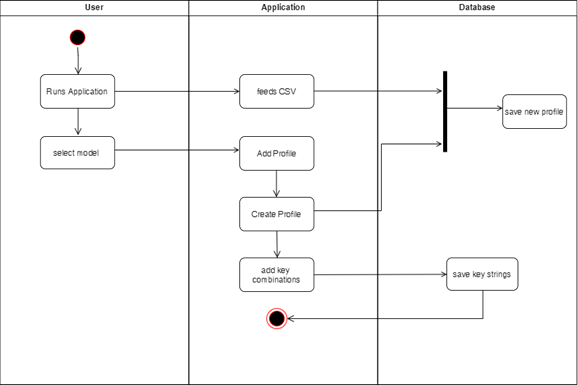 User
Application
Database
Runs Application
feeds CSV
save new profile
select model
Add Profile
Create Profile
add key
combinations
save key strings